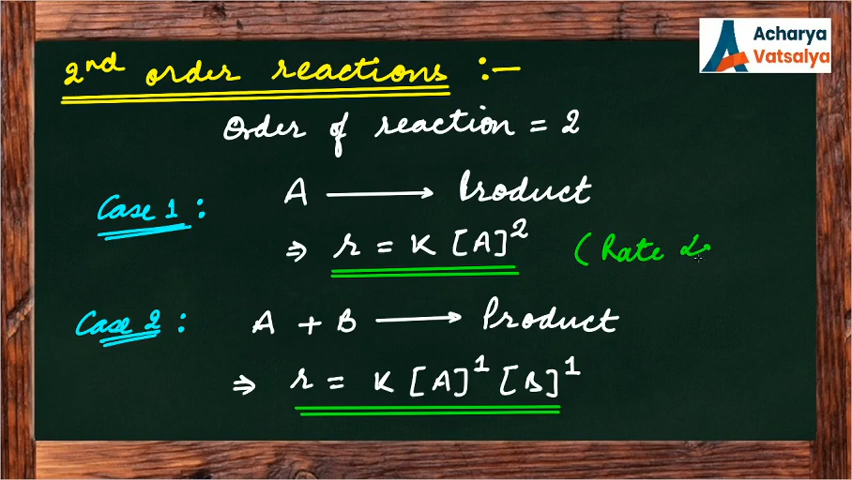 Acharya
Vatsalya
2nd order reactions :-
Order of reaction = 2
Case 1 : A ⟶ Product
⇒ r = K [A]²
(Rate
Case 2 : A + B ⟶ Product
⇒ r = K [A]¹ [B]¹